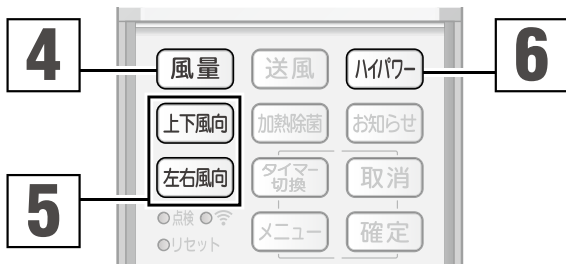 4
風量
送風
ハイパワー
6
上下風向
加熱除菌
お知らせ
左右風向
タイマー
切換
取消
5
点検
リセット
メニュー
確定